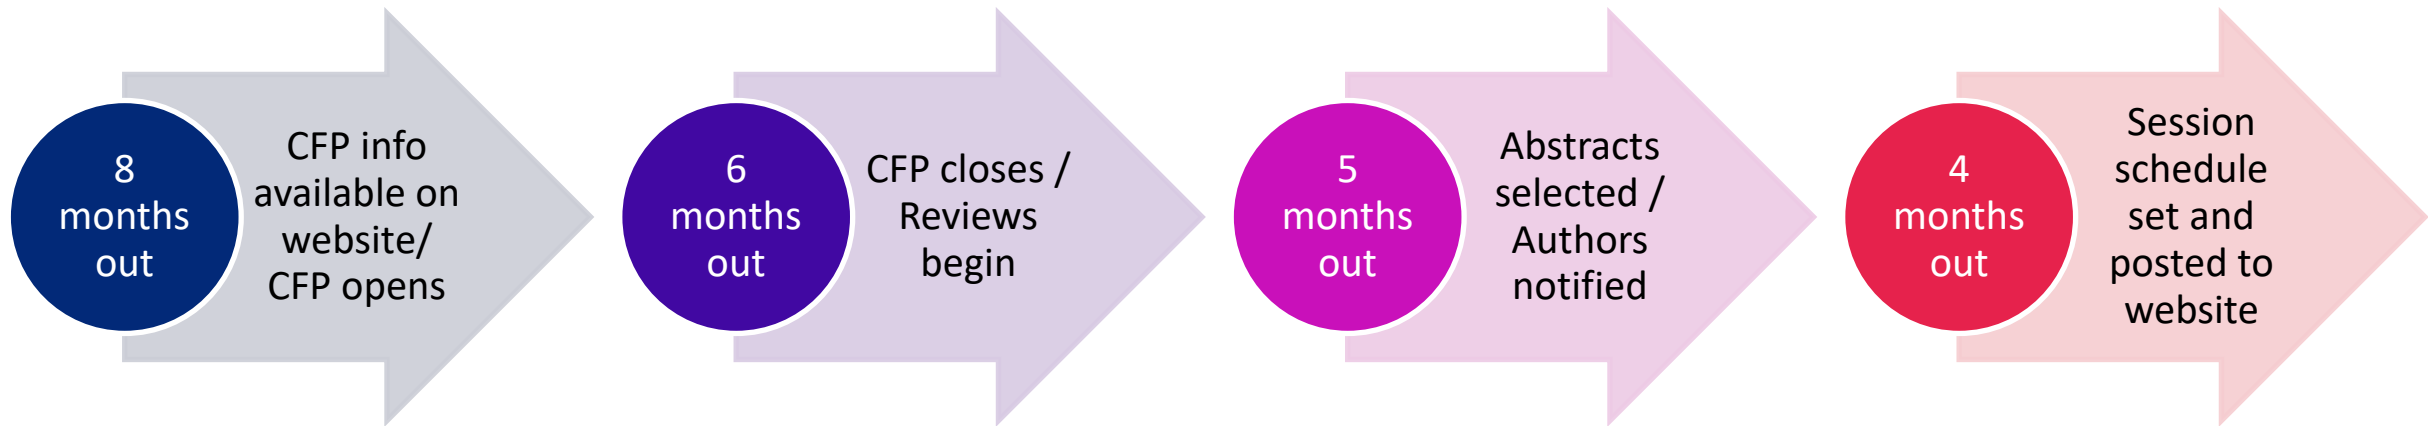 8
months
out
CFP info
available on
website/
CFP opens
6
months
out
CFP closes /
Reviews
begin
5
months
out
Abstracts
selected /
Authors
notified
4
months
out
Session
schedule
set and
posted to
website